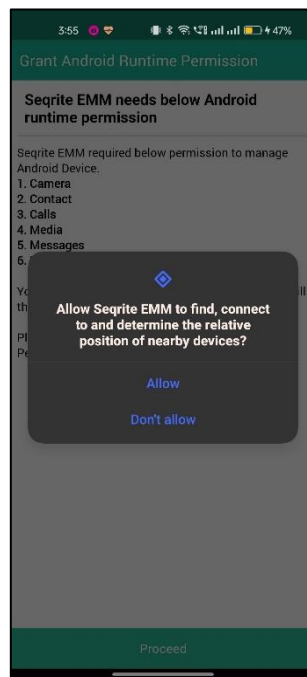 3:55
47%
Grant Android Runtime Permission
Seqrite EMM needs below Android
runtime permission
Seqrite EMM required below permission to manage
Android Device.
1. Camera
2. Contact
3. Calls
4. Media
5. Messages
6.
Allow Seqrite EMM to find, connect
to and determine the relative
position of nearby devices?
Allow
Don't allow
Proceed